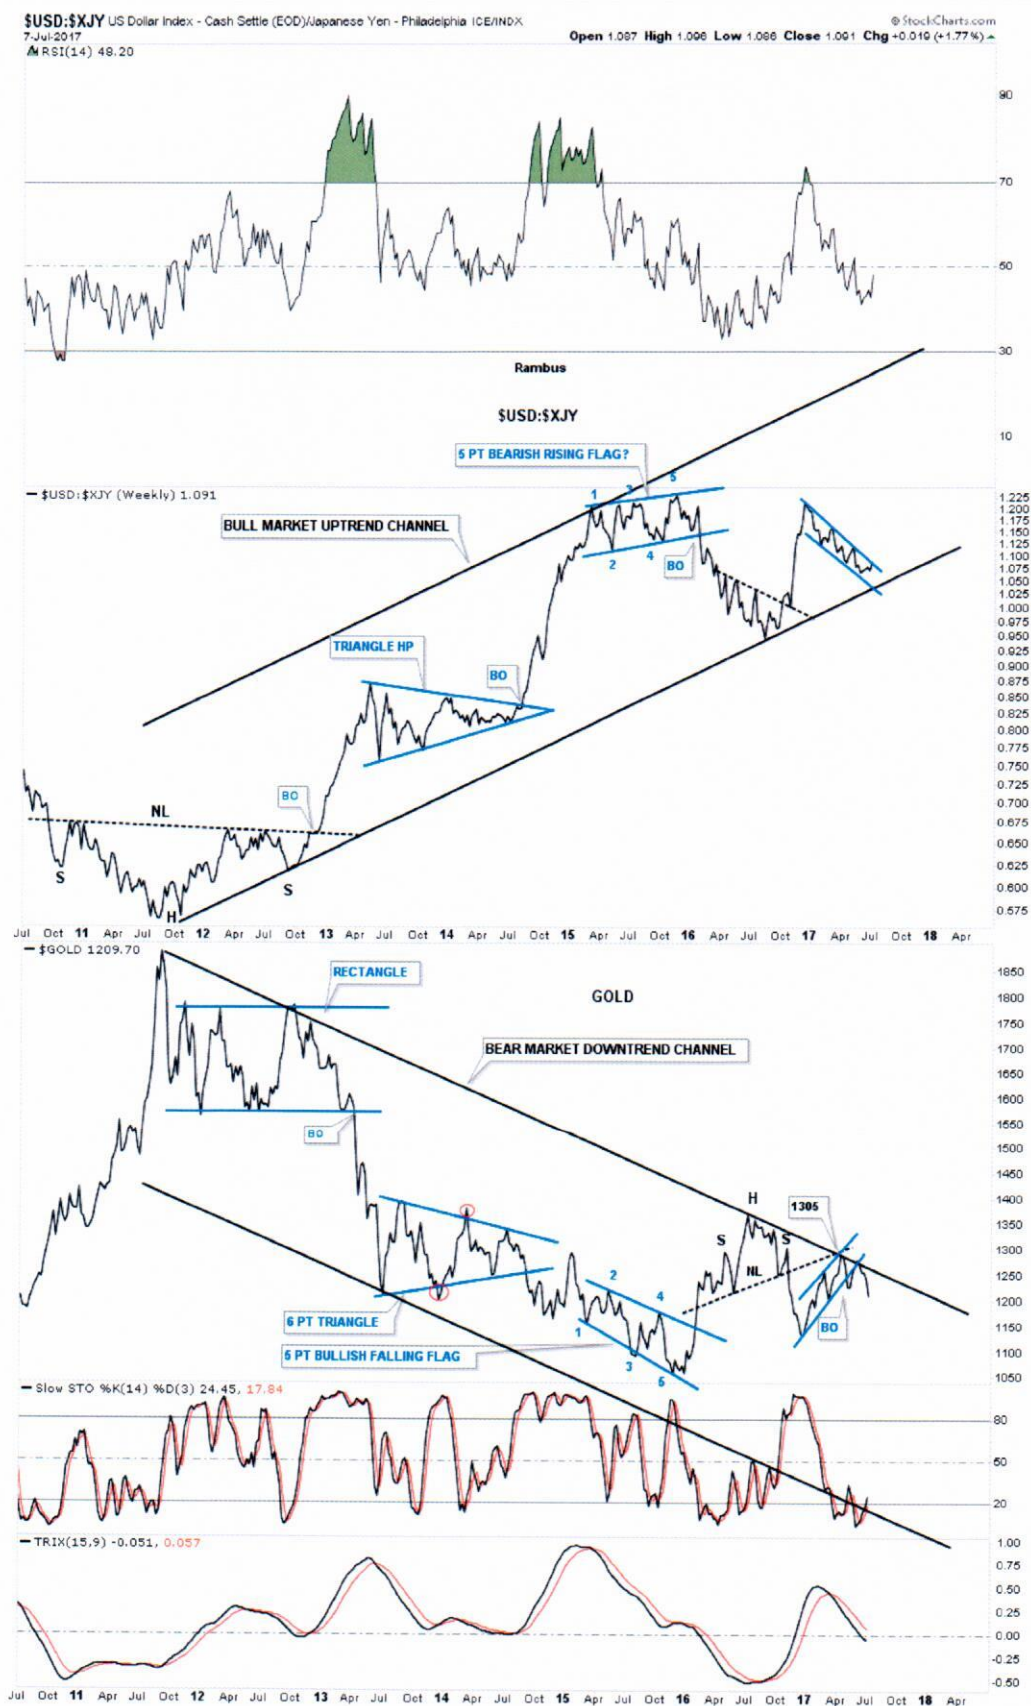 $USD:$XJY US Dollar Index - Cash Settle (EOD)/Japanese Yen - Philadelphia ICE/INDX
© StockCharts.com
7-Jul-2017
Open 1.087 High 1.096 Low 1.086 Close 1.091 Chg +0.019 (+1.77%)
RSI(14) 48.20
90
70
50
30
Rambus
$USD:$XJY
10
5 PT BEARISH RISING FLAG?
$USD:$XJY (Weekly) 1.091
1 3 5
BULL MARKET UPTREND CHANNEL
2 4
BO
1.225
1.200
1.175
1.150
1.125
1.100
1.075
1.050
1.025
1.000
0.975
0.950
0.925
0.900
0.875
0.850
0.825
0.800
0.775
0.750
0.725
0.700
0.675
0.650
0.625
0.600
0.575
TRIANGLE HP
BO
BO
NL
S
S
H
Jul Oct 11 Apr Jul Oct 12 Apr Jul Oct 13 Apr Jul Oct 14 Apr Jul Oct 15 Apr Jul Oct 16 Apr Jul Oct 17 Apr Jul Oct 18 Apr
$GOLD 1209.70
RECTANGLE
GOLD
BEAR MARKET DOWNTREND CHANNEL
BO
H
1305
S
S
NL
BO
2
4
6 PT TRIANGLE
1
5 PT BULLISH FALLING FLAG
3
5
1850
1800
1750
1700
1650
1600
1550
1500
1450
1400
1350
1300
1250
1200
1150
1100
1050
Slow STO %K(14) %D(3) 24.45, 17.84
80
50
20
TRIX(15,9) -0.051, 0.057
1.00
0.75
0.50
0.25
0.00
-0.25
-0.50
Jul Oct 11 Apr Jul Oct 12 Apr Jul Oct 13 Apr Jul Oct 14 Apr Jul Oct 15 Apr Jul Oct 16 Apr Jul Oct 17 Apr Jul Oct 18 Apr